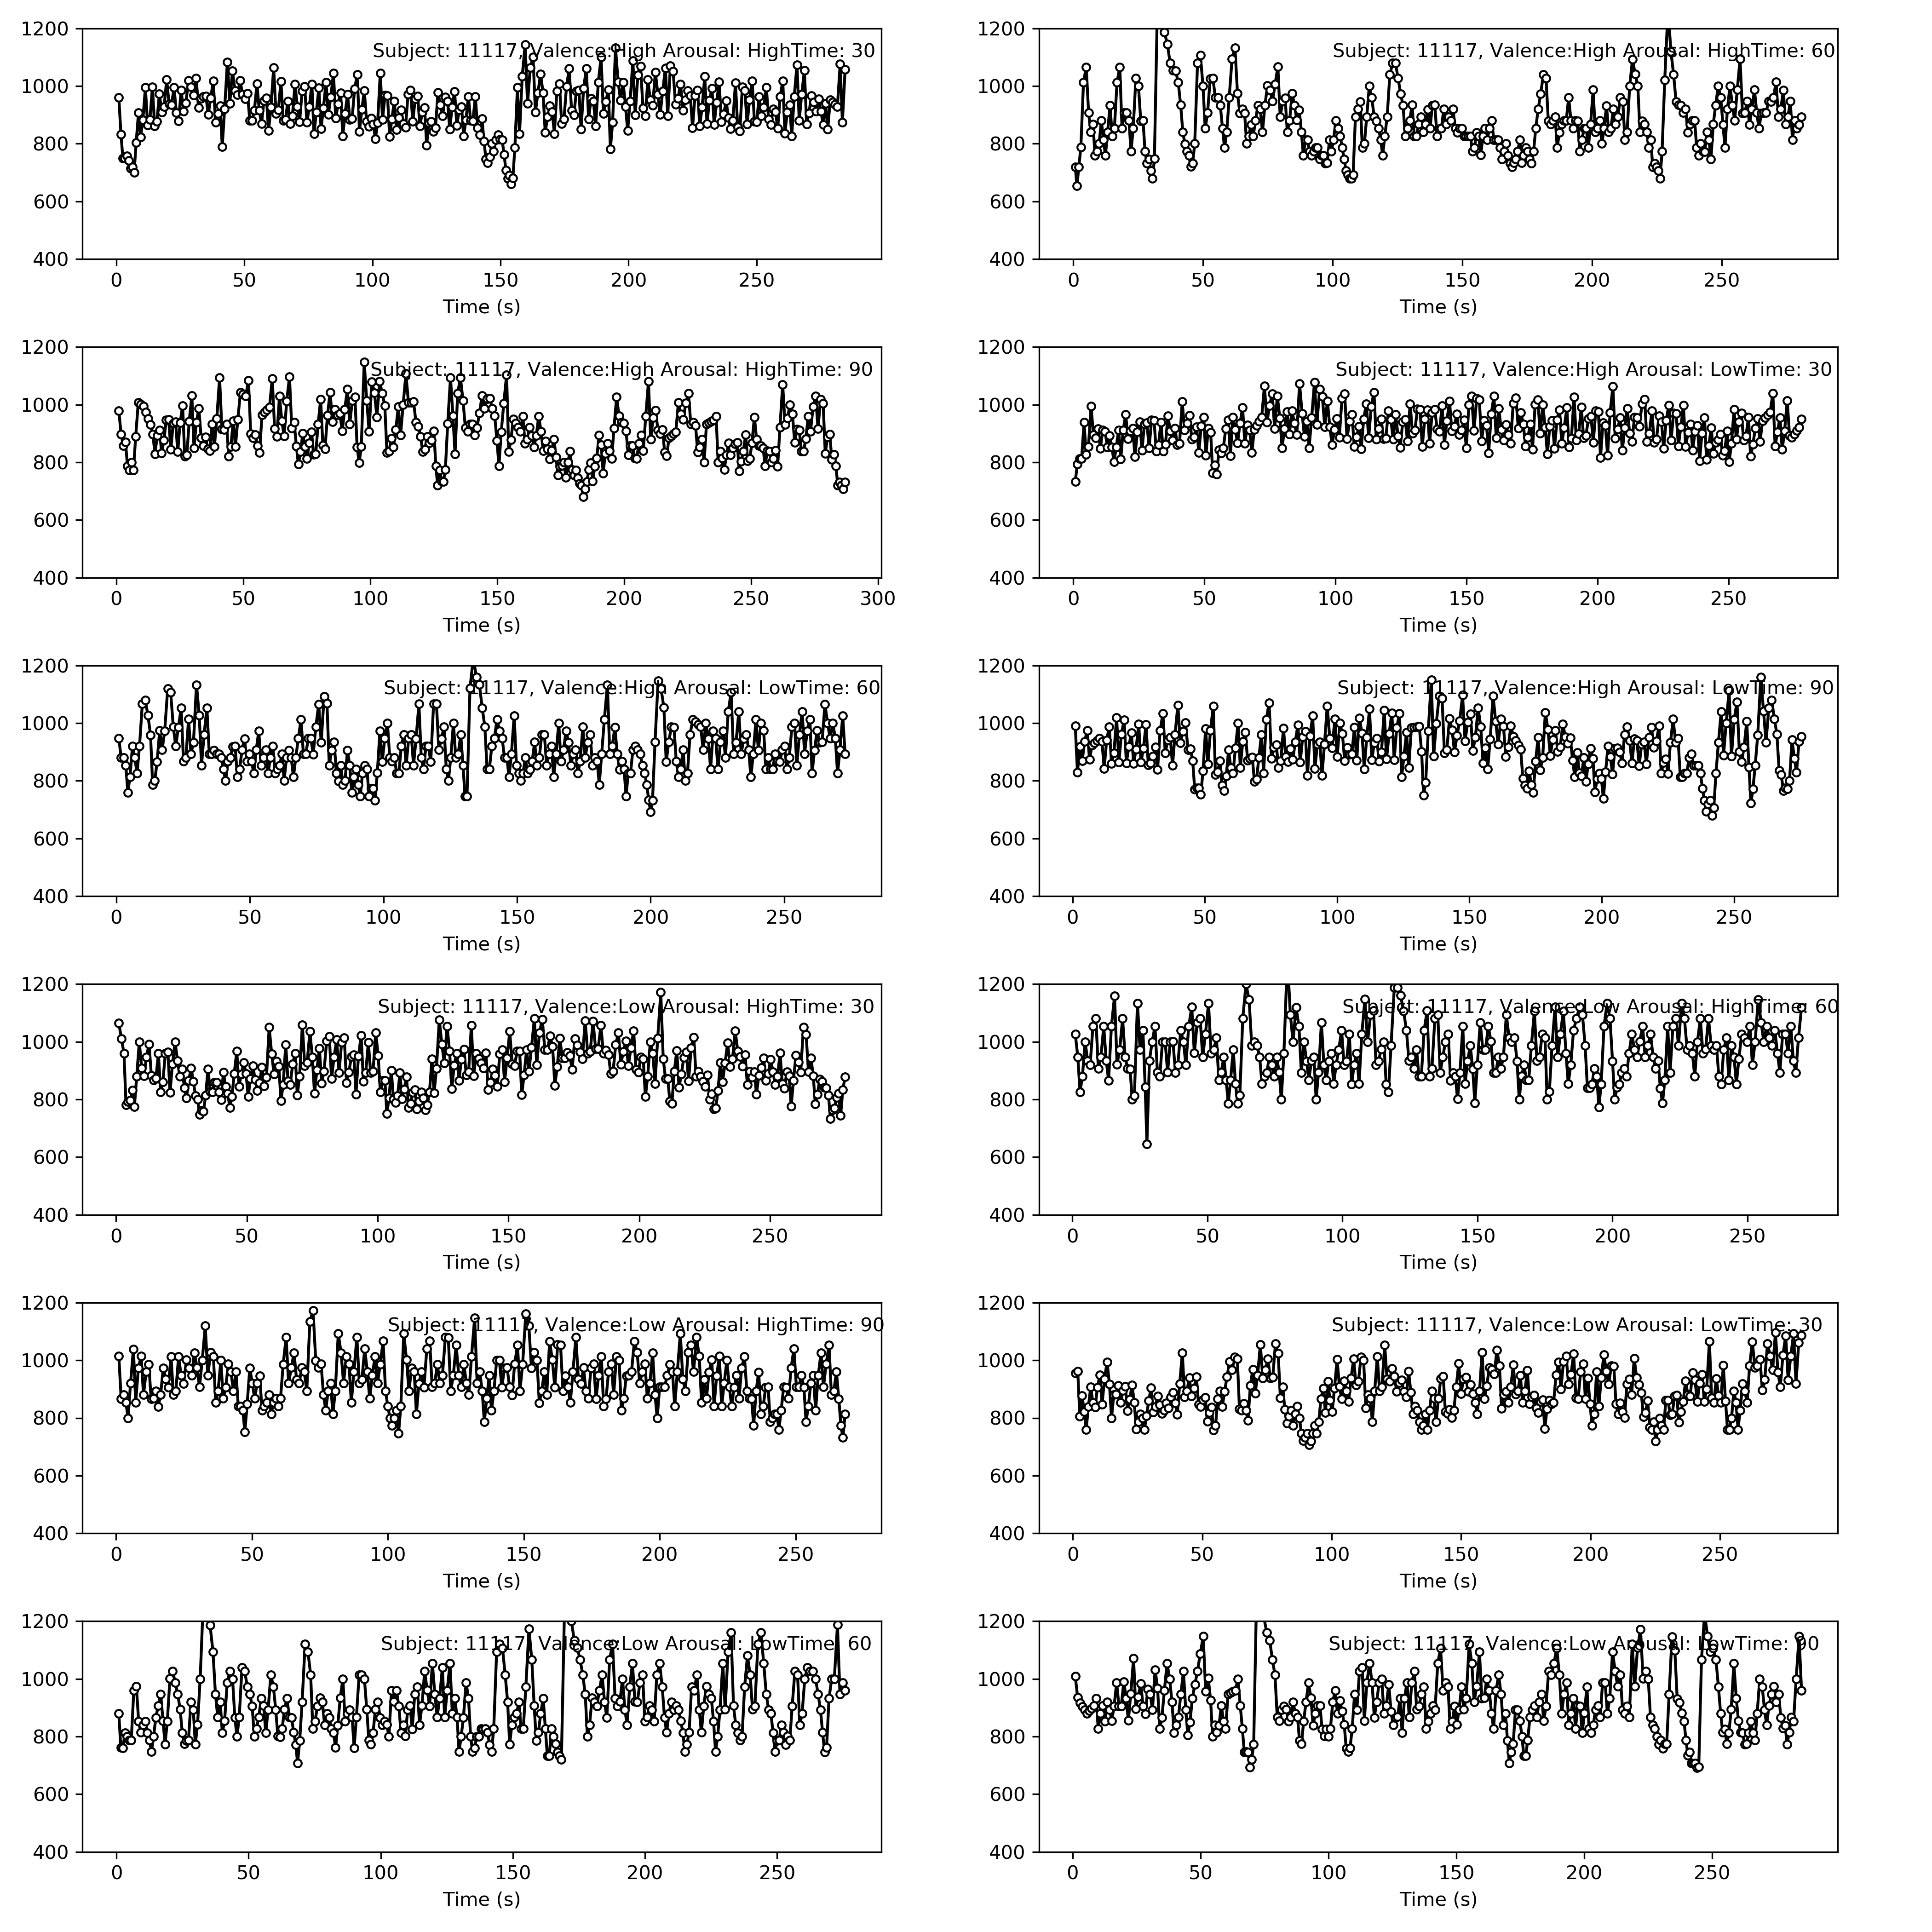 Subject: 11117, Valence:High Arousal: HighTime: 30
1200
1000
800
600
400
0 50 100 150 200 250
Time (s)
Subject: 11117, Valence:High Arousal: HighTime: 60
1200
1000
800
600
400
0 50 100 150 200 250
Time (s)
Subject: 11117, Valence:High Arousal: HighTime: 90
1200
1000
800
600
400
0 50 100 150 200 250 300
Time (s)
Subject: 11117, Valence:High Arousal: LowTime: 30
1200
1000
800
600
400
0 50 100 150 200 250
Time (s)
Subject: 11117, Valence:High Arousal: LowTime: 60
1200
1000
800
600
400
0 50 100 150 200 250
Time (s)
Subject: 11117, Valence:High Arousal: LowTime: 90
1200
1000
800
600
400
0 50 100 150 200 250
Time (s)
Subject: 11117, Valence:Low Arousal: HighTime: 30
1200
1000
800
600
400
0 50 100 150 200 250
Time (s)
Subject: 11117, Valence:Low Arousal: HighTime: 60
1200
1000
800
600
400
0 50 100 150 200 250
Time (s)
Subject: 11117, Valence:Low Arousal: HighTime: 90
1200
1000
800
600
400
0 50 100 150 200 250
Time (s)
Subject: 11117, Valence:Low Arousal: LowTime: 30
1200
1000
800
600
400
0 50 100 150 200 250
Time (s)
Subject: 11117, Valence:Low Arousal: LowTime: 60
1200
1000
800
600
400
0 50 100 150 200 250
Time (s)
Subject: 11117, Valence:Low Arousal: LowTime: 90
1200
1000
800
600
400
0 50 100 150 200 250
Time (s)